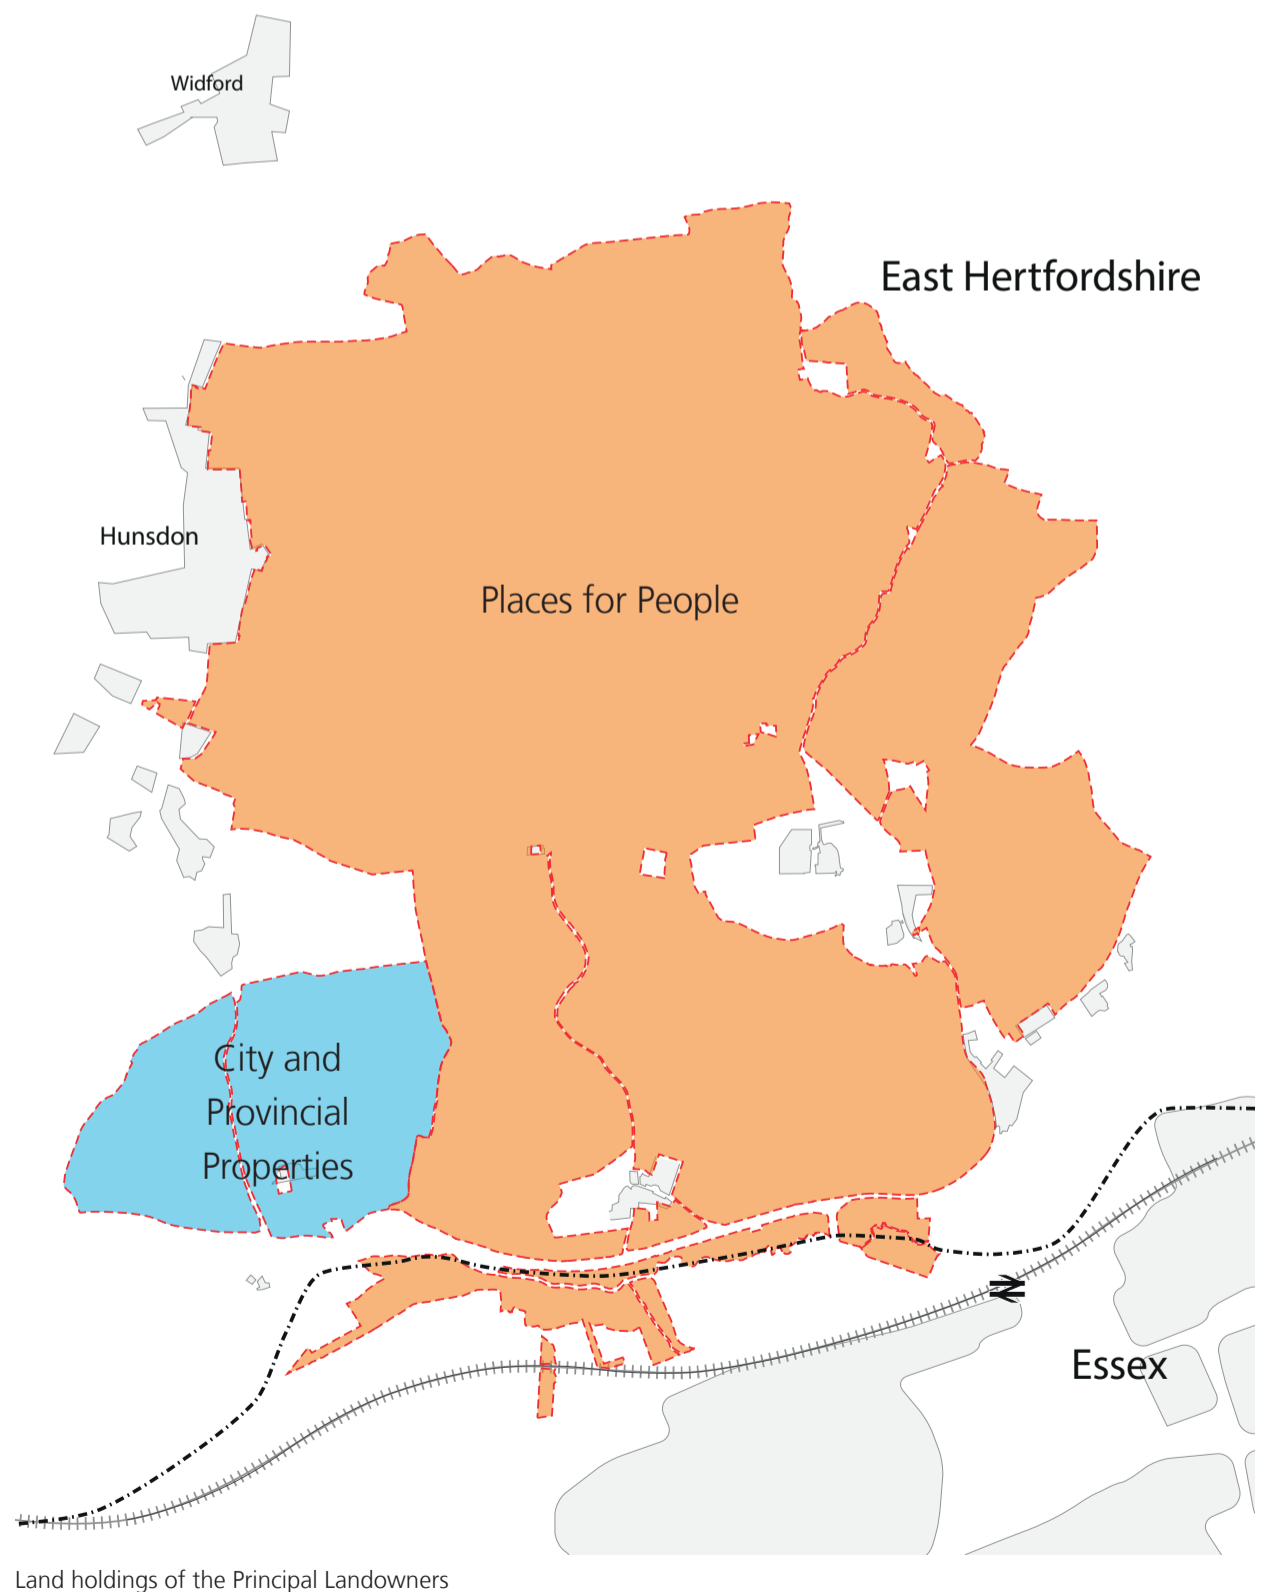 Widford
East Hertfordshire
Hunsdon
Places for People
City and
Provincial
Properties
Essex
Land holdings of the Principal Landowners